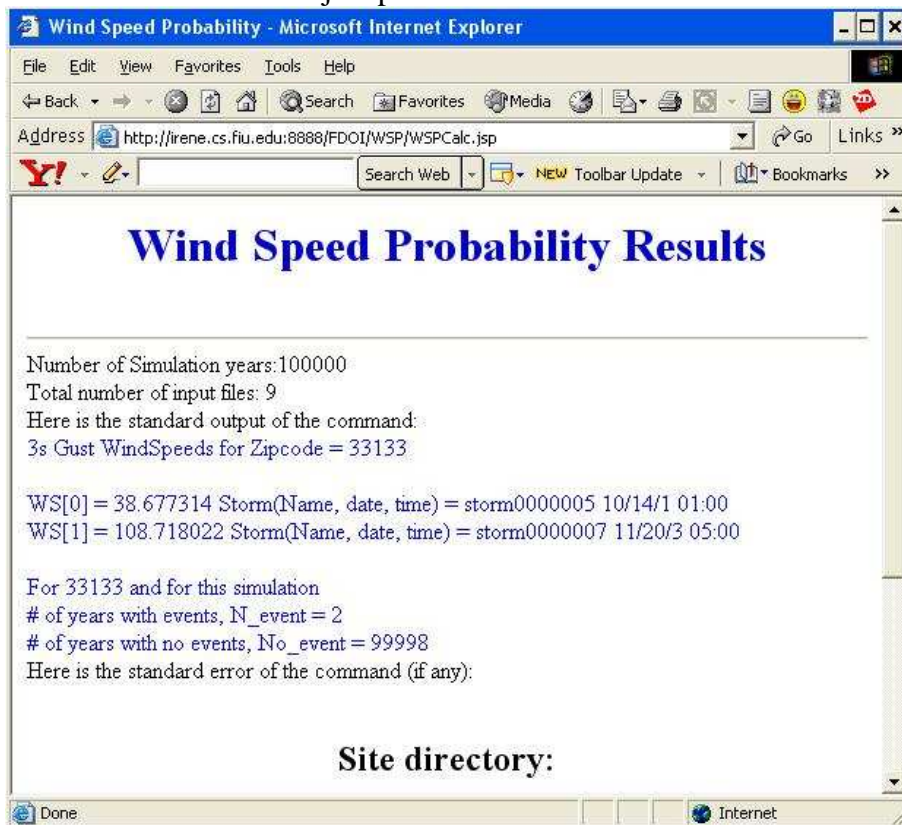 Wind Speed Probability - Microsoft Internet Explorer
File Edit View Favorites Tools Help
Back Search Favorites Media
Address http://irene.cs.fiu.edu:8888/FDOI/WSP/WSPCalc.jsp Go Links »
Y! Search Web NEW Toolbar Update Bookmarks »
Wind Speed Probability Results
Number of Simulation years:100000
Total number of input files: 9
Here is the standard output of the command:
3s Gust WindSpeeds for Zipcode = 33133
WS[0] = 38.677314 Storm(Name, date, time) = storm0000005 10/14/1 01:00
WS[1] = 108.718022 Storm(Name, date, time) = storm0000007 11/20/3 05:00
For 33133 and for this simulation
# of years with events, N_event = 2
# of years with no events, No_event = 99998
Here is the standard error of the command (if any):
Site directory:
Done Internet